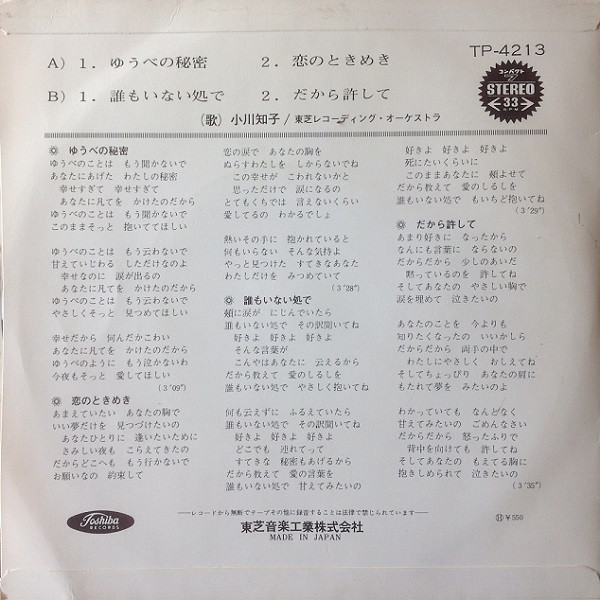 TP-4213
A) 1. ゆうべの秘密 2. 恋のときめき
B) 1. 誰もいない処で 2. だから許して
コンパクト
STEREO
33
RPM
(歌) 小川知子/東芝レコーディング・オーケストラ
◎ ゆうべの秘密
ゆうべのことは もう聞かないで
あなたにあげた わたしの秘密
幸せすぎて 幸せすぎて
あなたに凡てを かけたのだから
ゆうべのことは もう聞かないで
このままそっと 抱いててほしい
ゆうべのことは もう云わないで
甘えていじわる しただけなのよ
幸せなのに 涙が出るの
あなたに凡てを かけたのだから
ゆうべのことは もう云わないで
やさしくそっと 見つめてほしい
幸せだから 何んだかこわい
あなたに凡てを かけたのだから
ゆうべのように もう泣かないわ
今夜もそっと 愛してほしい
(3′09″)
◎ 恋のときめき
あまえていたい あなたの胸で
いい夢だけを 見つづけたいの
あなたひとりに 逢いたいために
さみしい夜も こらえてきたの
だからどこへも もう行かないで
お願いなの 約束して
恋の涙で あなたの胸を
ぬらすわたしを しからないでね
この幸せが こわれないかと
思っただけで 涙になるの
とてもくちでは 言えないくらい
愛してるの わかるでしょ
熱いその手に 抱かれていると
何もいらない そんな気持よ
やっと見つけた すてきなあなた
わたしだけを みつめていて
(3′28″)
◎ 誰もいない処で
頬に涙が にじんでいたら
誰もいない処で その訳聞いてね
好きよ 好きよ 好きよ
そんな言葉が
こんやはあなたに 云えるから
だから教えて 愛のしるしを
誰もいない処で やさしく抱いてね
何も云えずに ふるえていたら
誰もいない処で その訳聞いてね
好きよ 好きよ 好きよ
どこでも 連れてって
すてきな 秘密もあげるから
だから教えて 愛の言葉を
誰もいない処で 甘えてみたいの
好きよ 好きよ 好きよ
死にたいくらいに
このままあなたに 頬よせて
だから教えて 愛のしるしを
誰もいない処で もいちど抱いてね
(3′29″)
◎ だから許して
あまり好きに なったから
なんにも言葉に ならないの
だからだから 少しのあいだ
黙っているのを 許してね
そしてあなたの やさしい胸で
涙を埋めて 泣きたいの
あなたのことを 今よりも
知りたくなったの いいかしら
だからだから 両手の中で
わたしにやさしく おしえてね
そしてちょっぴり あなたの肩に
もたれて夢を みたいのよ
わかっていても なんどなく
甘えてみたいの ごめんなさい
だからだから 怒ったふりで
背中を向けても 許してね
そしてあなたの もえてる胸に
抱きしめられて 泣きたいの
(3′35″)
Toshiba
RECORDS
――レコードから無断でテープその他に録音することは法律で禁じられています――
東芝音楽工業株式会社
MADE IN JAPAN
¥550